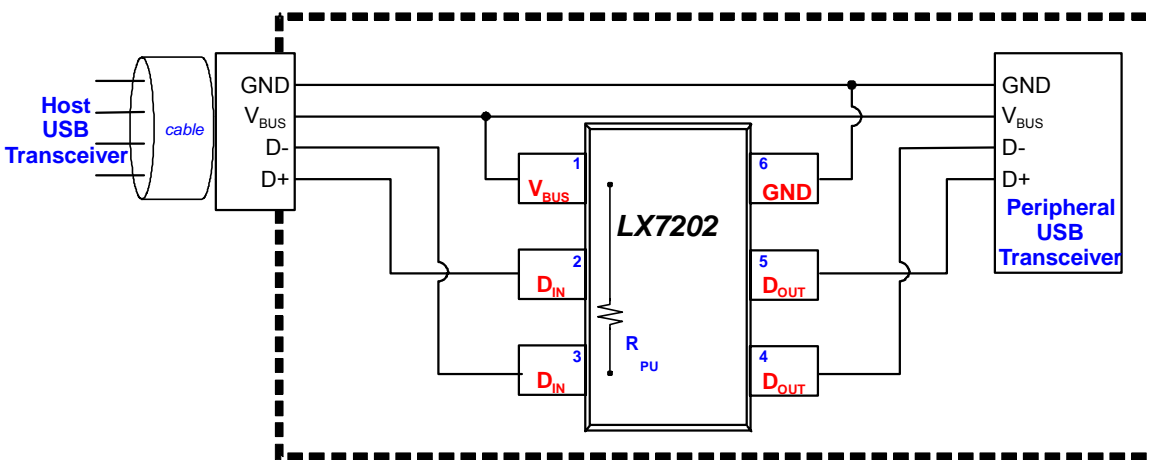 Host
USB
Transceiver
cable
GND
VBUS
D-
D+
1
VBUS
2
DIN
3
DIN
LX7202
R
PU
6
GND
5
DOUT
4
DOUT
GND
VBUS
D-
D+
Peripheral
USB
Transceiver